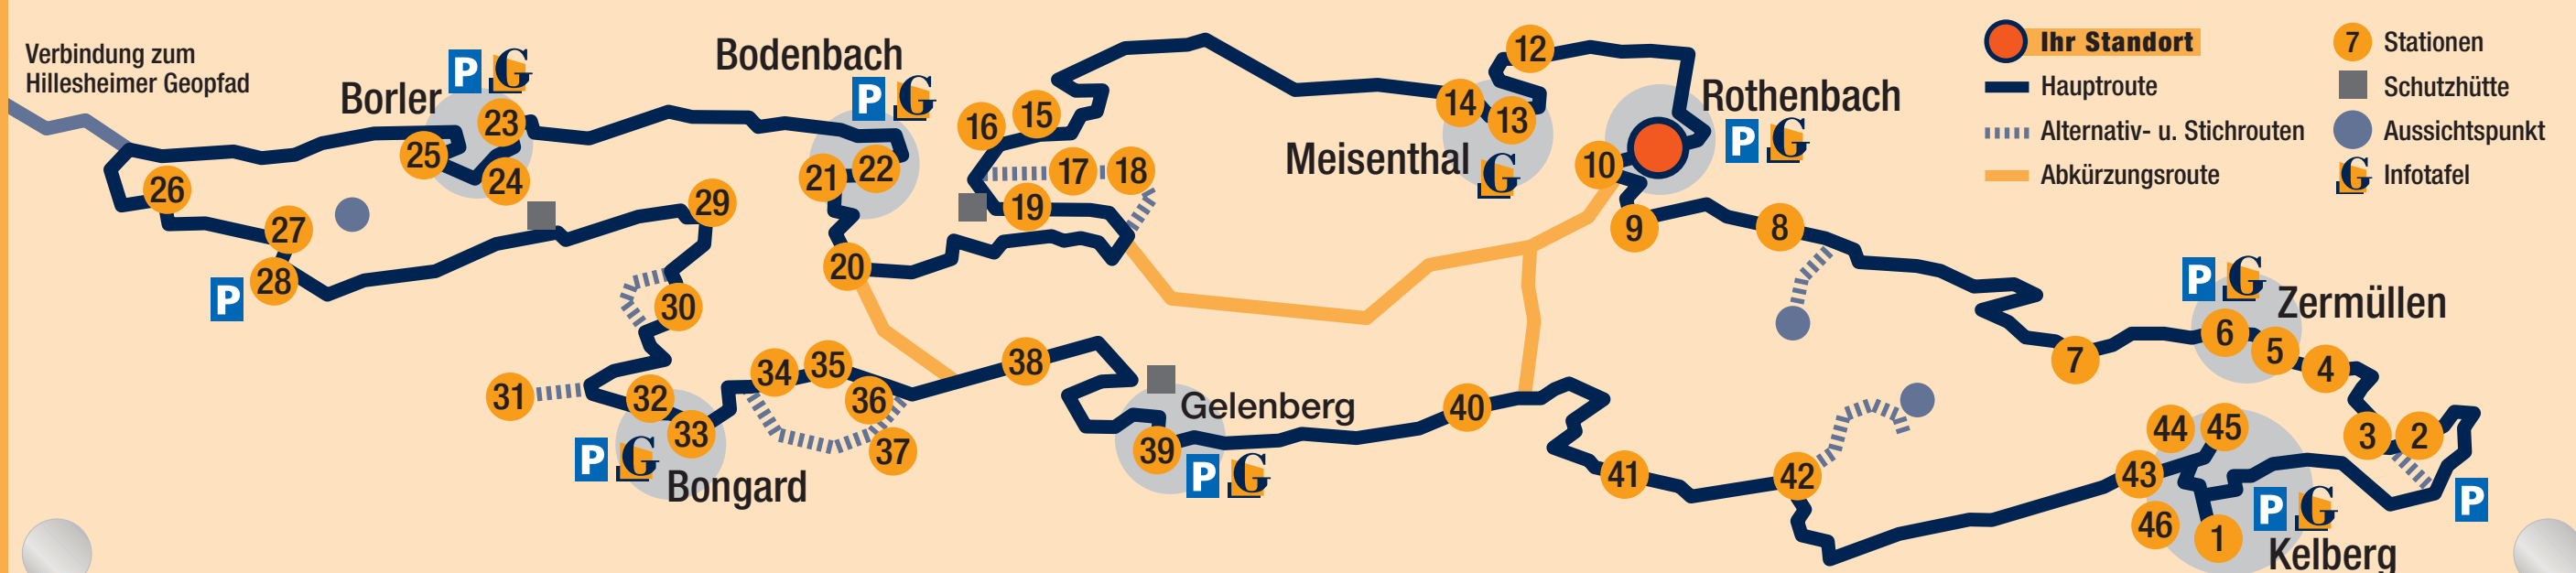 Verbindung zum
Hillesheimer Geopfad
Borler
P G
23
25
24
26
27
28
P
29
30
31
32
33
P G
Bongard
34
35
36
37
38
Bodenbach
P G
21
22
20
16
15
17
18
19
Gelenberg
39
P G
40
41
42
Meisenthal
G
12
14
13
Rothenbach
P G
10
9
8
7
Zermüllen
P G
6
5
4
3
2
P
44
45
43
46
1
P G
Kelberg
Ihr Standort
Hauptroute
Alternativ- u. Stichrouten
Abkürzungsroute
7 Stationen
Schutzhütte
Aussichtspunkt
G Infotafel